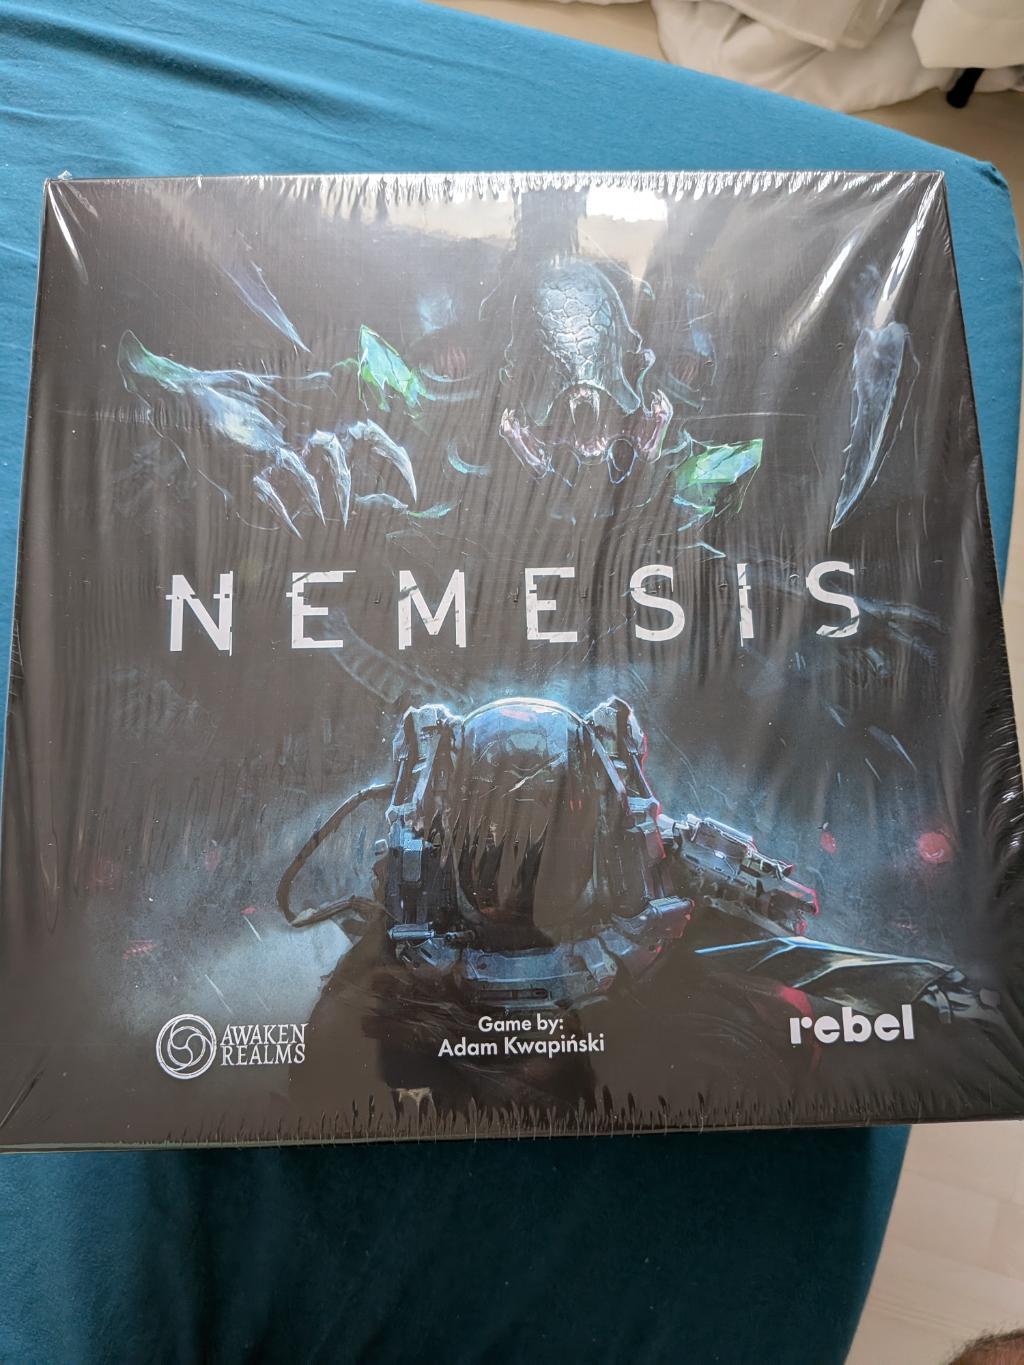 NEMESIS
AWAKEN
REALMS
Game by:
Adam Kwapiński
rebel